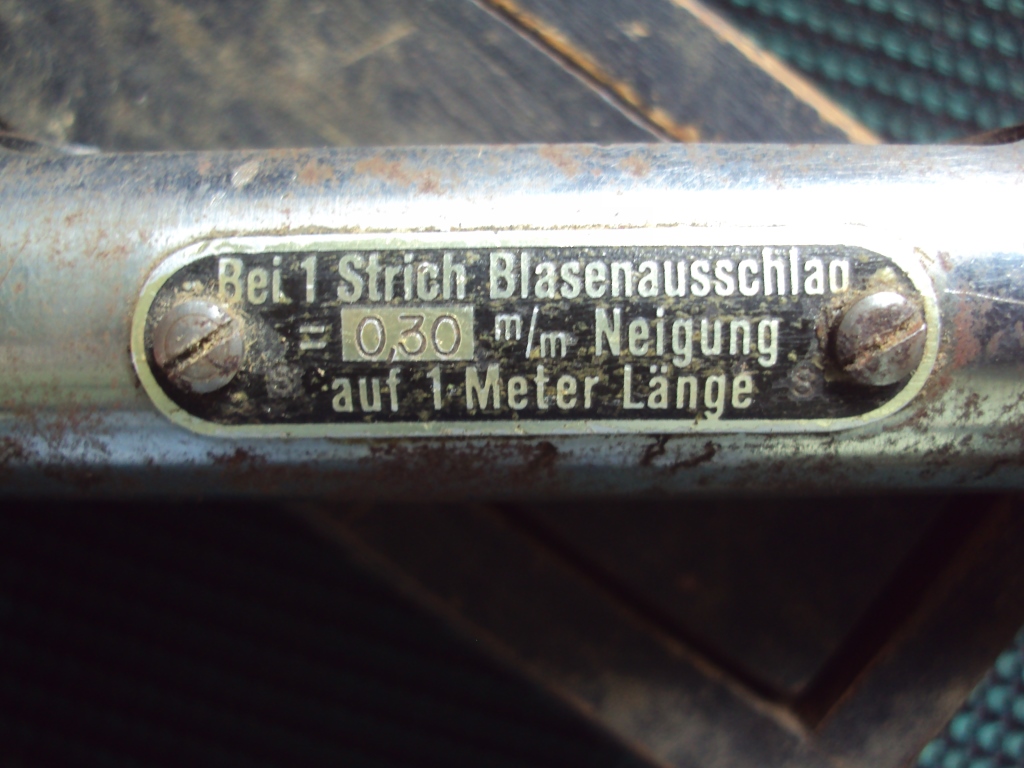 Bei 1 Strich Blasenausschlag
= 0,30 m/m Neigung
auf 1 Meter Länge